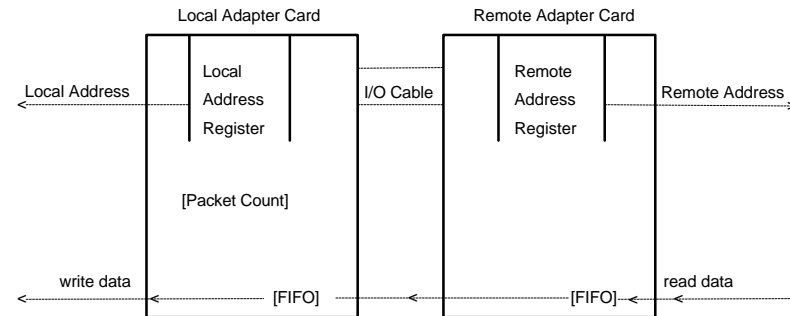 Local Adapter Card
Remote Adapter Card
Local
Address
Register
Remote
Address
Register
Local Address
I/O Cable
Remote Address
[Packet Count]
write data
[FIFO]
[FIFO]
read data